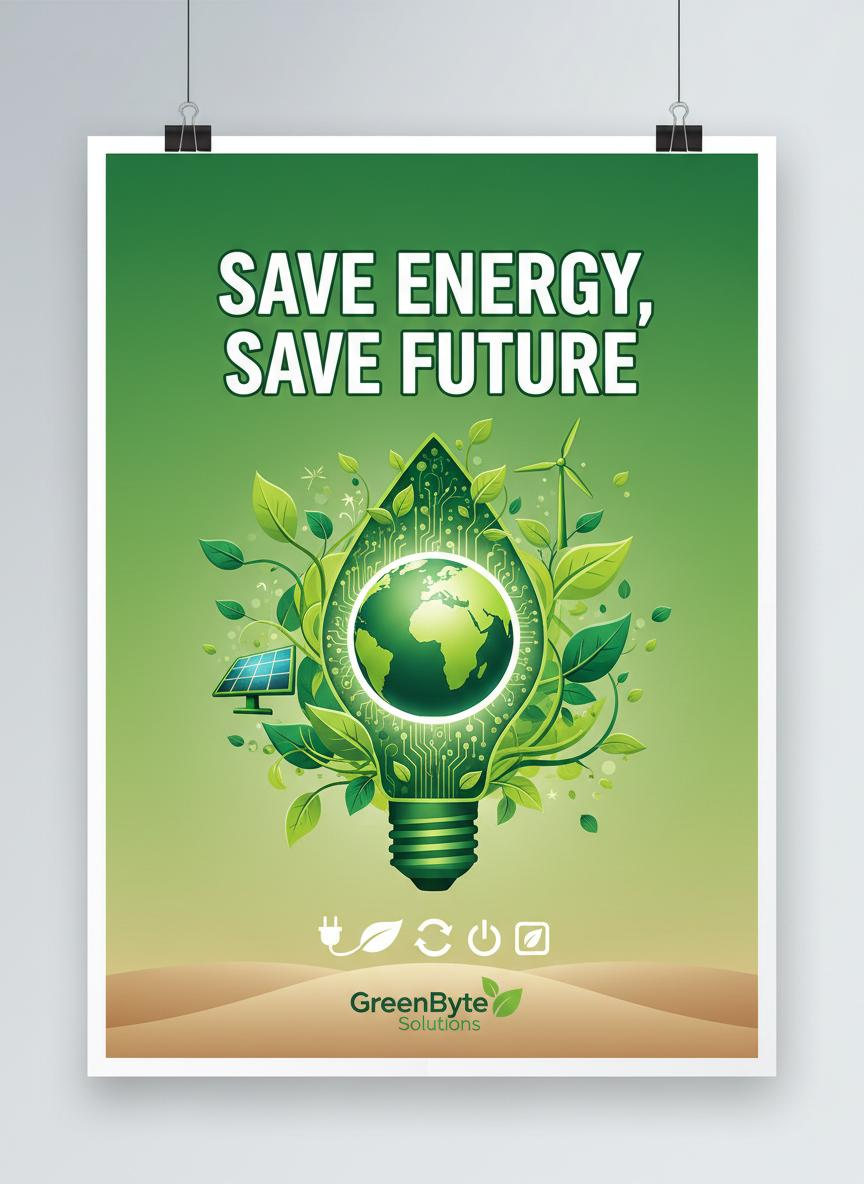 SAVE ENERGY,
SAVE FUTURE
GreenByte
Solutions